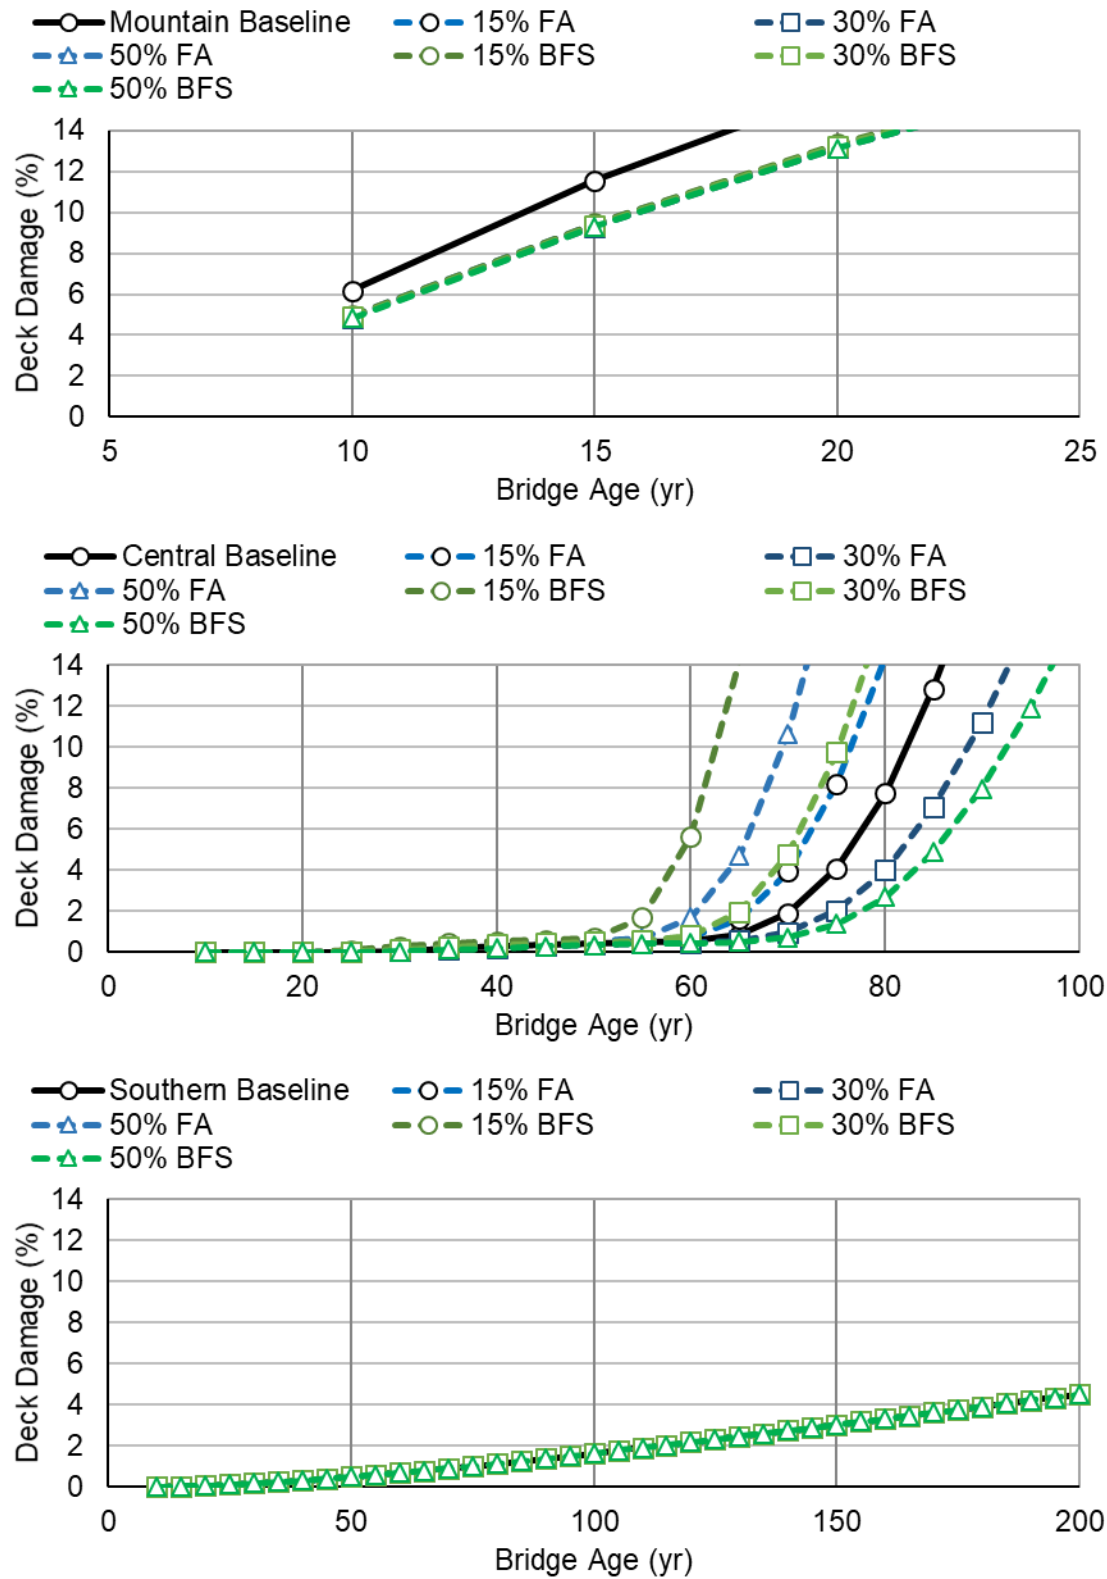 Mountain Baseline 15% FA 30% FA
50% FA 15% BFS 30% BFS
50% BFS
14
12
10
8
6
4
2
0
Deck Damage (%)
5 10 15 20 25
Bridge Age (yr)
Central Baseline 15% FA 30% FA
50% FA 15% BFS 30% BFS
50% BFS
14
12
10
8
6
4
2
0
Deck Damage (%)
0 20 40 60 80 100
Bridge Age (yr)
Southern Baseline 15% FA 30% FA
50% FA 15% BFS 30% BFS
50% BFS
14
12
10
8
6
4
2
0
Deck Damage (%)
0 50 100 150 200
Bridge Age (yr)